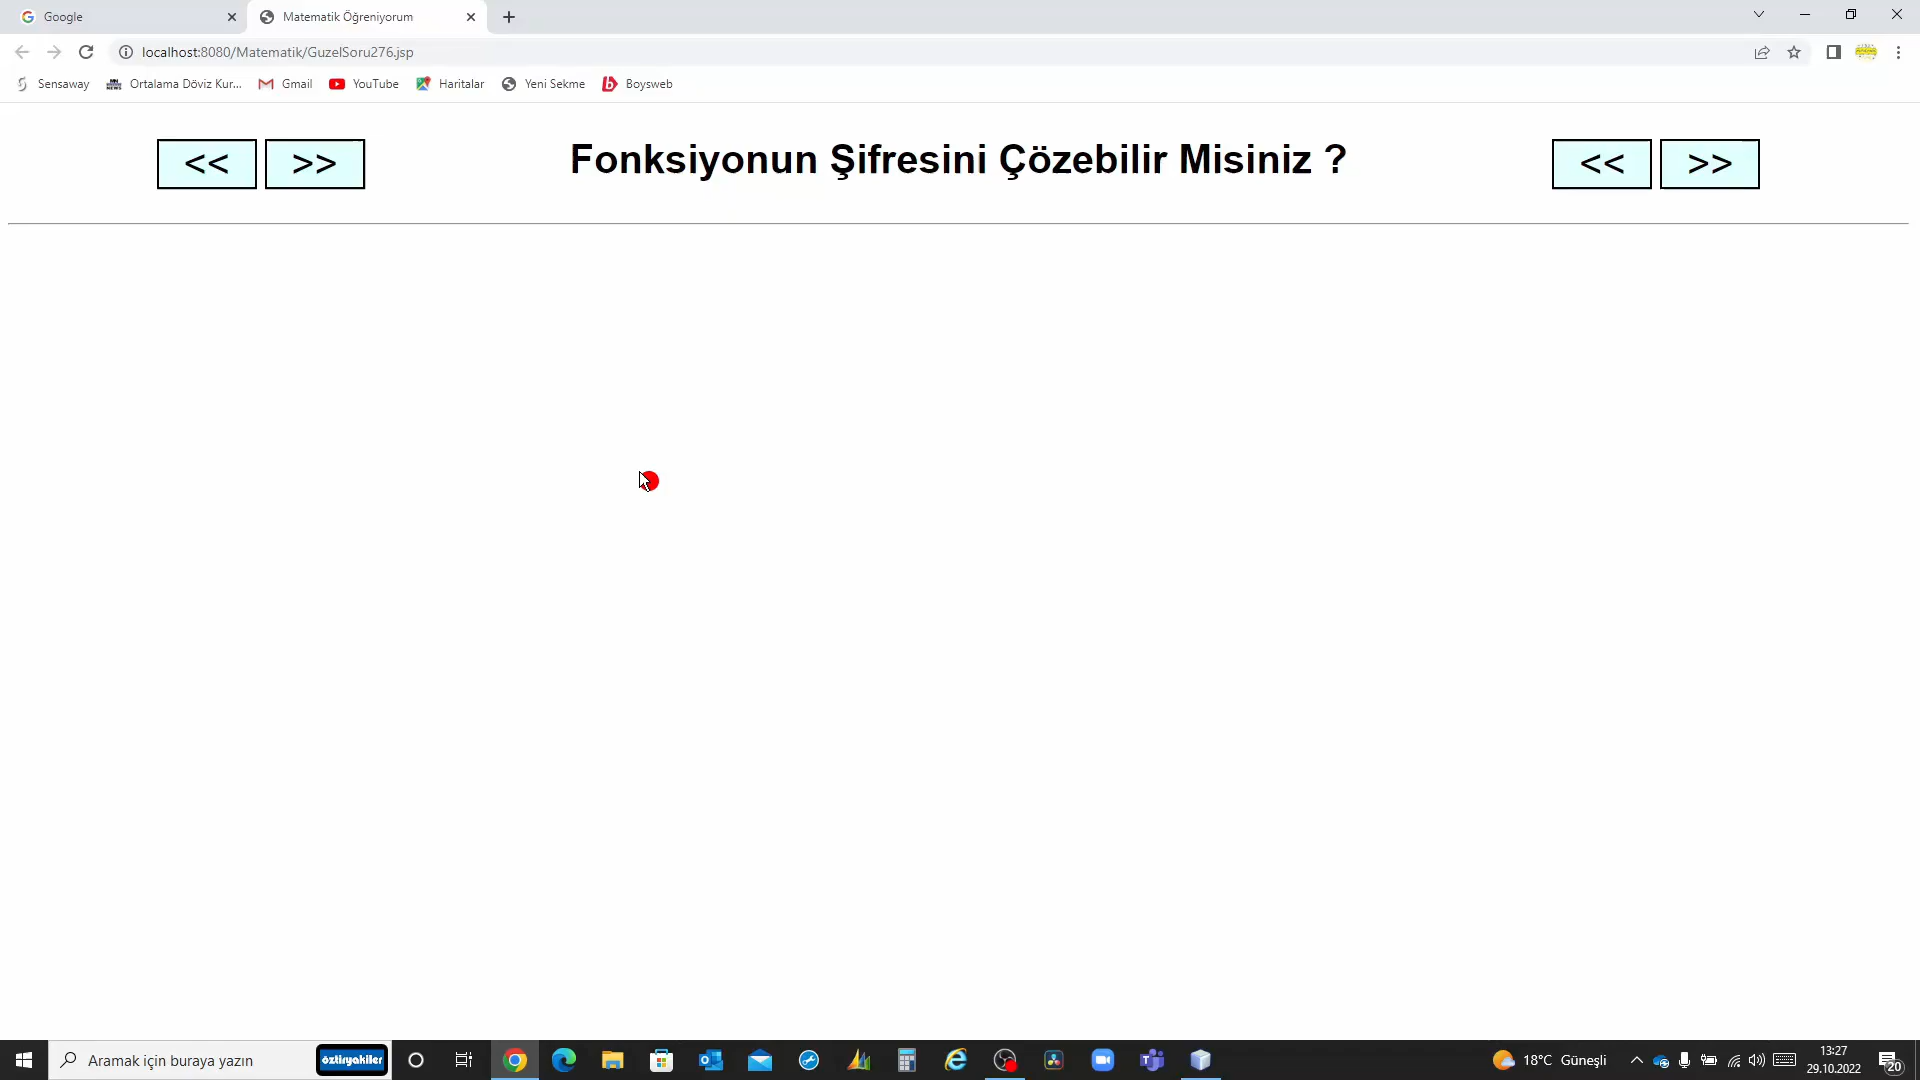 Google
Matematik Öğreniyorum
localhost:8080/Matematik/GuzelSoru276.jsp
Sensaway
Ortalama Döviz Kur...
Gmail
YouTube
Haritalar
Yeni Sekme
Boysweb
<< >> Fonksiyonun Şifresini Çözebilir Misiniz ? << >>
Aramak için buraya yazın
öztiryakiler
18°C Güneşli
13:27
29.10.2022
20